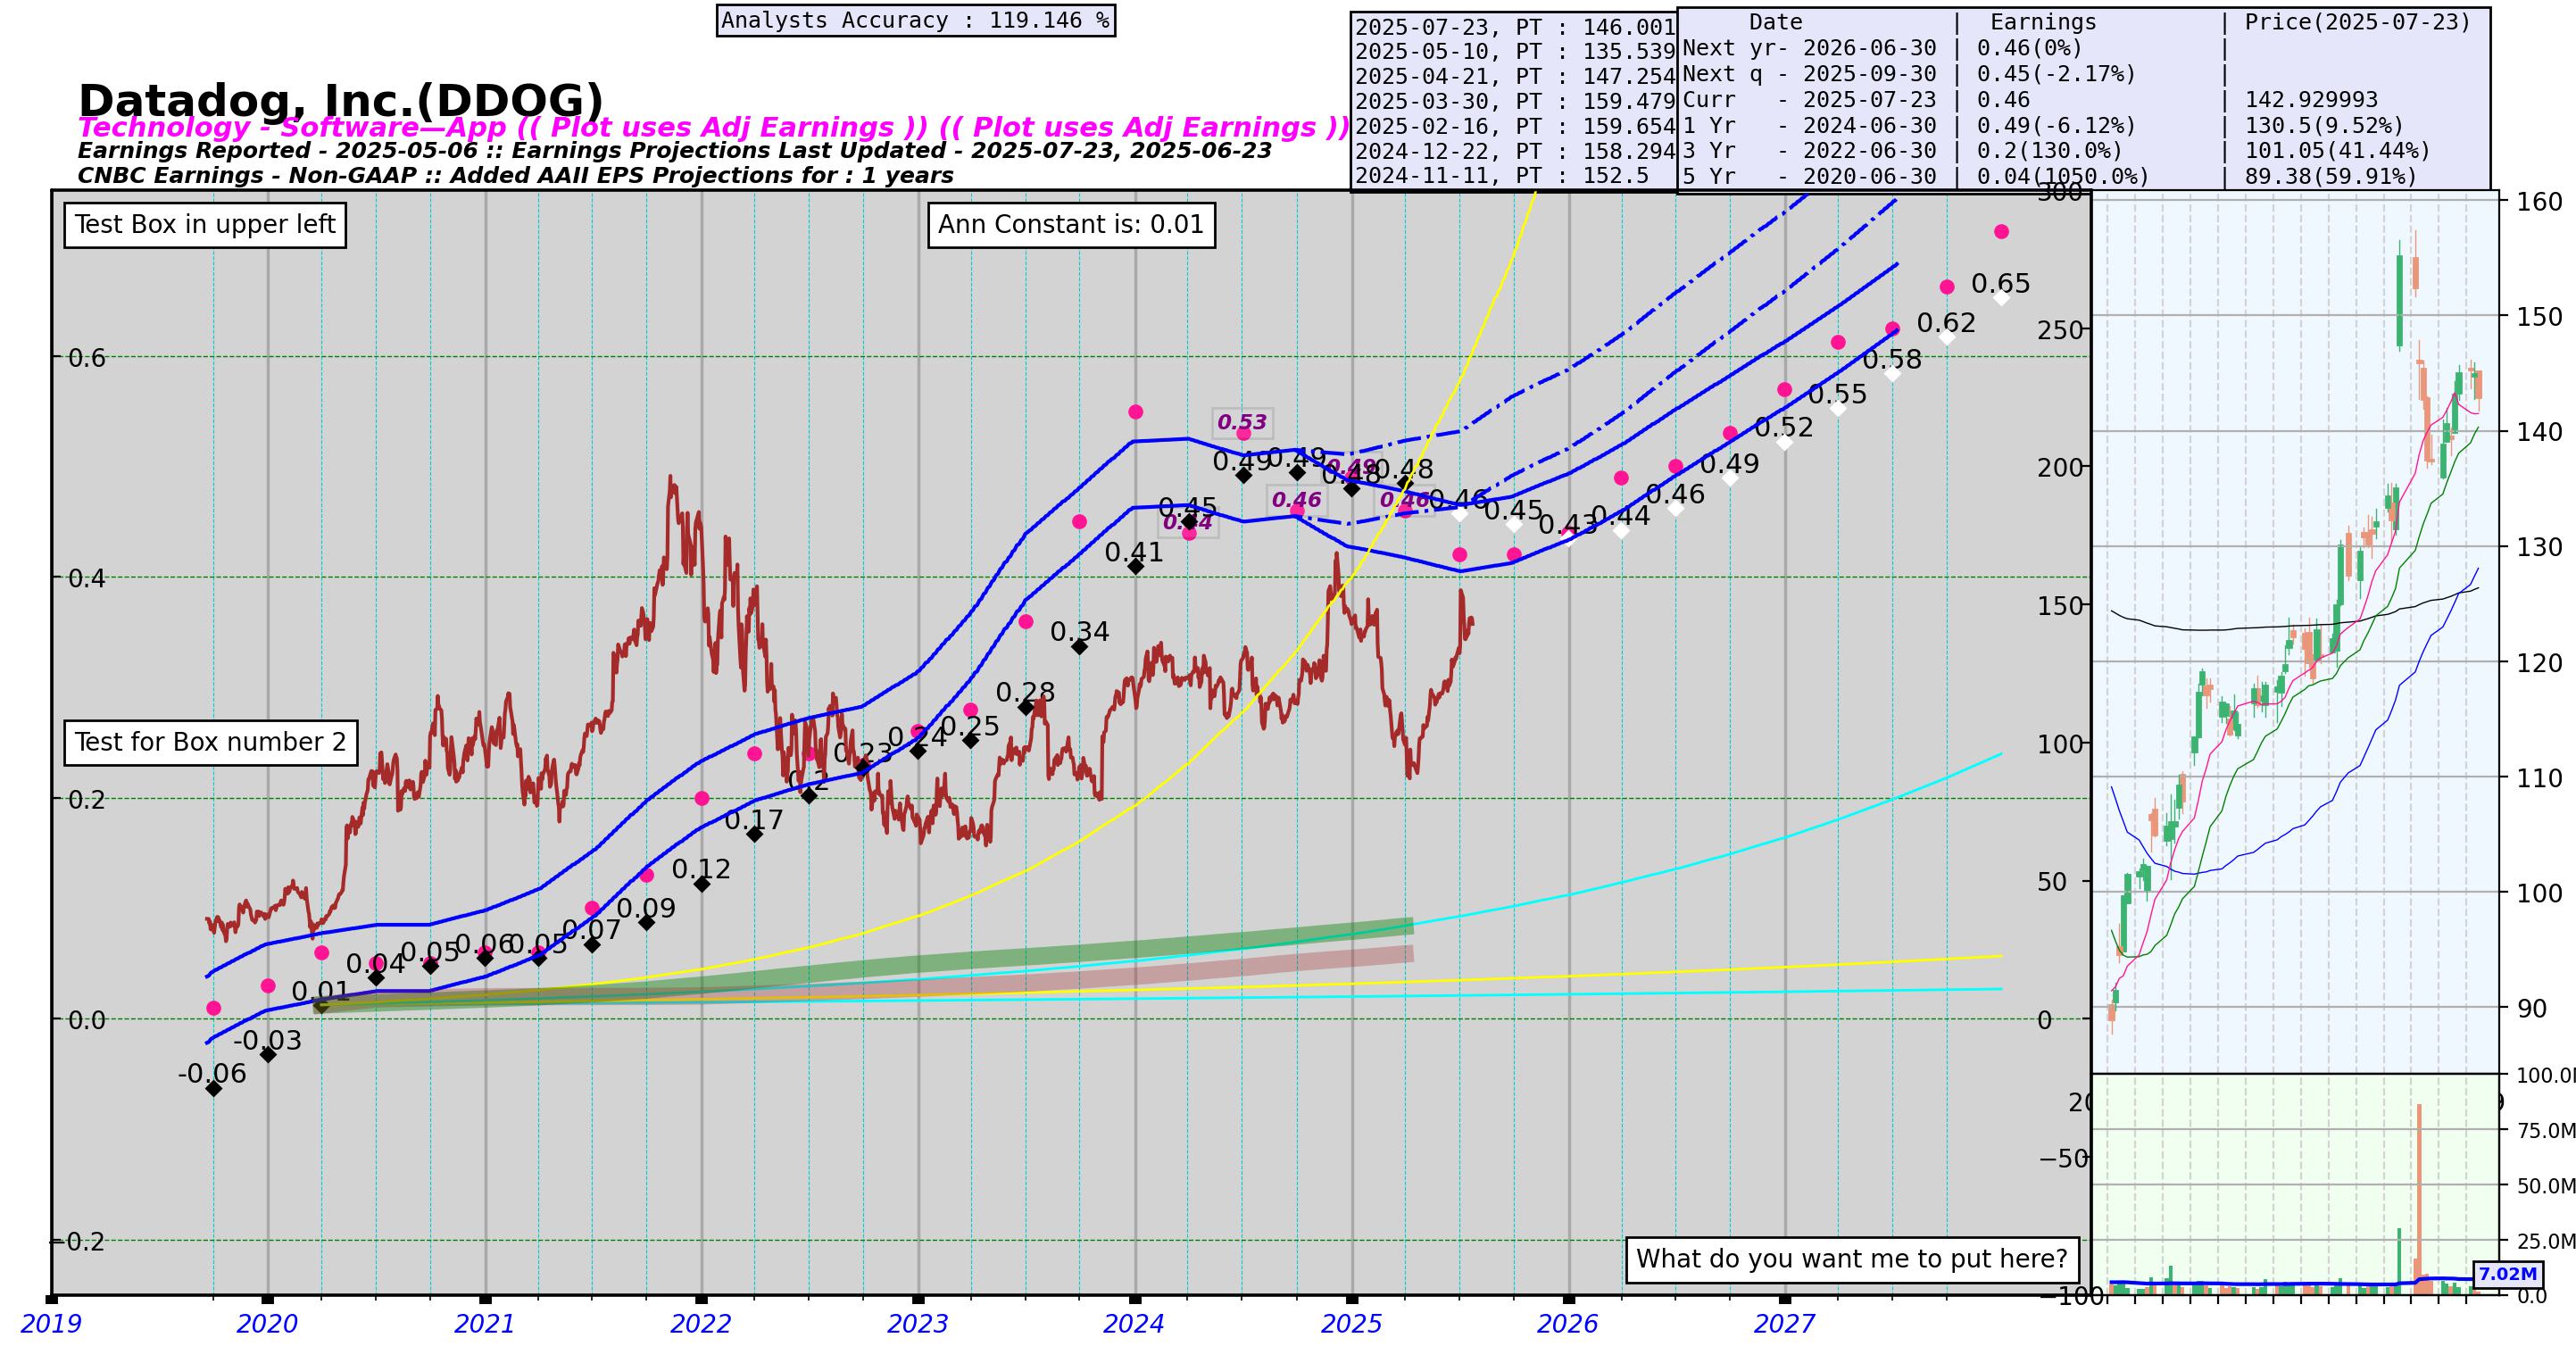 Analysts Accuracy : 119.146 %
2025-07-23, PT : 146.001
2025-05-10, PT : 135.539
2025-04-21, PT : 147.254
2025-03-30, PT : 159.479
2025-02-16, PT : 159.654
2024-12-22, PT : 158.294
2024-11-11, PT : 152.5
Date | Earnings | Price(2025-07-23)
Next yr- 2026-06-30 | 0.46(0%) |
Next q - 2025-09-30 | 0.45(-2.17%) |
Curr - 2025-07-23 | 0.46 | 142.929993
1 Yr - 2024-06-30 | 0.49(-6.12%) | 130.5(9.52%)
3 Yr - 2022-06-30 | 0.2(130.0%) | 101.05(41.44%)
5 Yr - 2020-06-30 | 0.04(1050.0%) | 89.38(59.91%)
Datadog, Inc.(DDOG)
Technology - Software—App (( Plot uses Adj Earnings )) (( Plot uses Adj Earnings ))
Earnings Reported - 2025-05-06 :: Earnings Projections Last Updated - 2025-07-23, 2025-06-23
CNBC Earnings - Non-GAAP :: Added AAII EPS Projections for : 1 years
Test Box in upper left
Ann Constant is: 0.01
Test for Box number 2
What do you want me to put here?
0.6
0.4
0.2
0.0
−0.2
-0.06
-0.03
0.01
0.04
0.05
0.06
0.05
0.07
0.09
0.12
0.17
0.2
0.23
0.24
0.25
0.28
0.34
0.41
0.45
0.44
0.49
0.53
0.49
0.46
0.48
0.49
0.48
0.46
0.46
0.45
0.43
0.44
0.46
0.49
0.52
0.55
0.58
0.62
0.65
300
250
200
150
100
50
0
−50
−100
160
150
140
130
120
110
100
90
75.0M
50.0M
25.0M
7.02M
0.0
2019
2020
2021
2022
2023
2024
2025
2026
2027